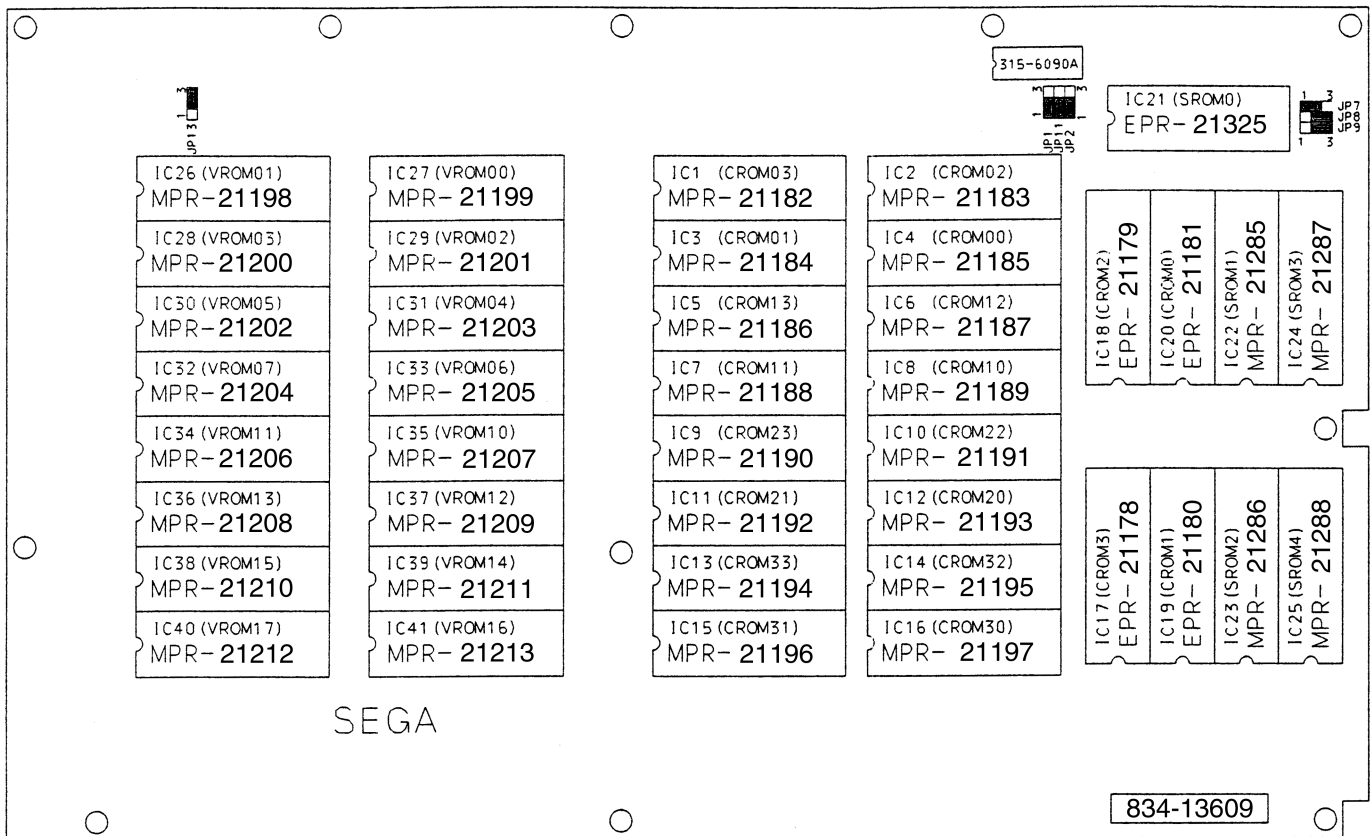 315-6090A
3
1
JP13
3
3
1
1
JP1
JP11
JP2
IC21 (SROM0)
EPR-21325
1 3
JP7
JP8
JP9
1 3
IC26 (VROM01)
MPR-21198
IC28 (VROM03)
MPR-21200
IC30 (VROM05)
MPR-21202
IC32 (VROM07)
MPR-21204
IC34 (VROM11)
MPR-21206
IC36 (VROM13)
MPR-21208
IC38 (VROM15)
MPR-21210
IC40 (VROM17)
MPR-21212
IC27 (VROM00)
MPR-21199
IC29 (VROM02)
MPR-21201
IC31 (VROM04)
MPR-21203
IC33 (VROM06)
MPR-21205
IC35 (VROM10)
MPR-21207
IC37 (VROM12)
MPR-21209
IC39 (VROM14)
MPR-21211
IC41 (VROM16)
MPR-21213
IC1 (CROM03)
MPR-21182
IC3 (CROM01)
MPR-21184
IC5 (CROM13)
MPR-21186
IC7 (CROM11)
MPR-21188
IC9 (CROM23)
MPR-21190
IC11 (CROM21)
MPR-21192
IC13 (CROM33)
MPR-21194
IC15 (CROM31)
MPR-21196
IC2 (CROM02)
MPR-21183
IC4 (CROM00)
MPR-21185
IC6 (CROM12)
MPR-21187
IC8 (CROM10)
MPR-21189
IC10 (CROM22)
MPR-21191
IC12 (CROM20)
MPR-21193
IC14 (CROM32)
MPR-21195
IC16 (CROM30)
MPR-21197
IC18 (CROM2)
EPR-21179
IC20 (CROM0)
EPR-21181
IC22 (SROM1)
MPR-21285
IC24 (SROM3)
MPR-21287
IC17 (CROM3)
EPR-21178
IC19 (CROM1)
EPR-21180
IC23 (SROM2)
MPR-21286
IC25 (SROM4)
MPR-21288
SEGA
834-13609